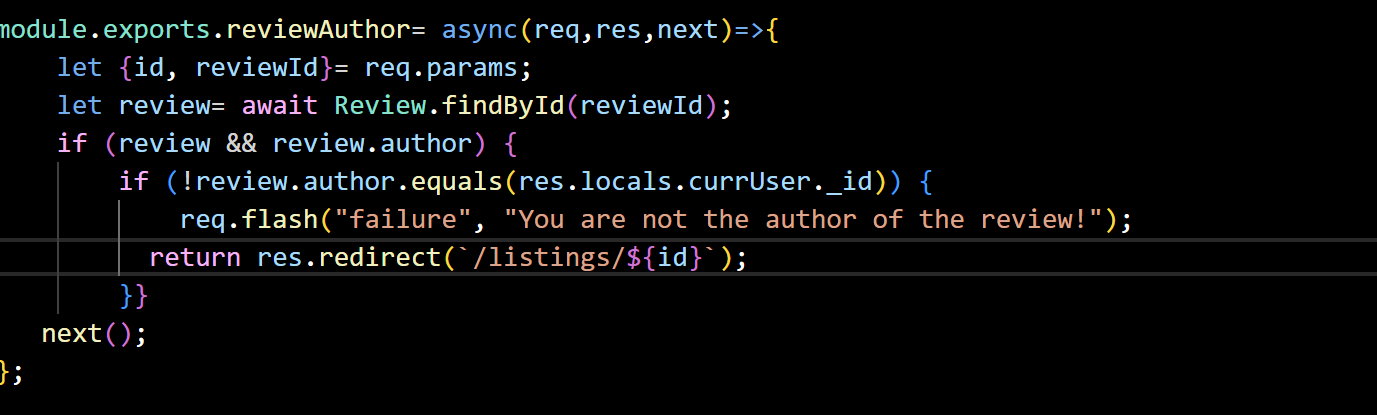 module.exports.reviewAuthor= async(req,res,next)=>{
let {id, reviewId}= req.params;
let review= await Review.findById(reviewId);
if (review && review.author) {
if (!review.author.equals(res.locals.currUser._id)) {
req.flash("failure", "You are not the author of the review!");
return res.redirect(`/listings/${id}`);
}}
next();
};